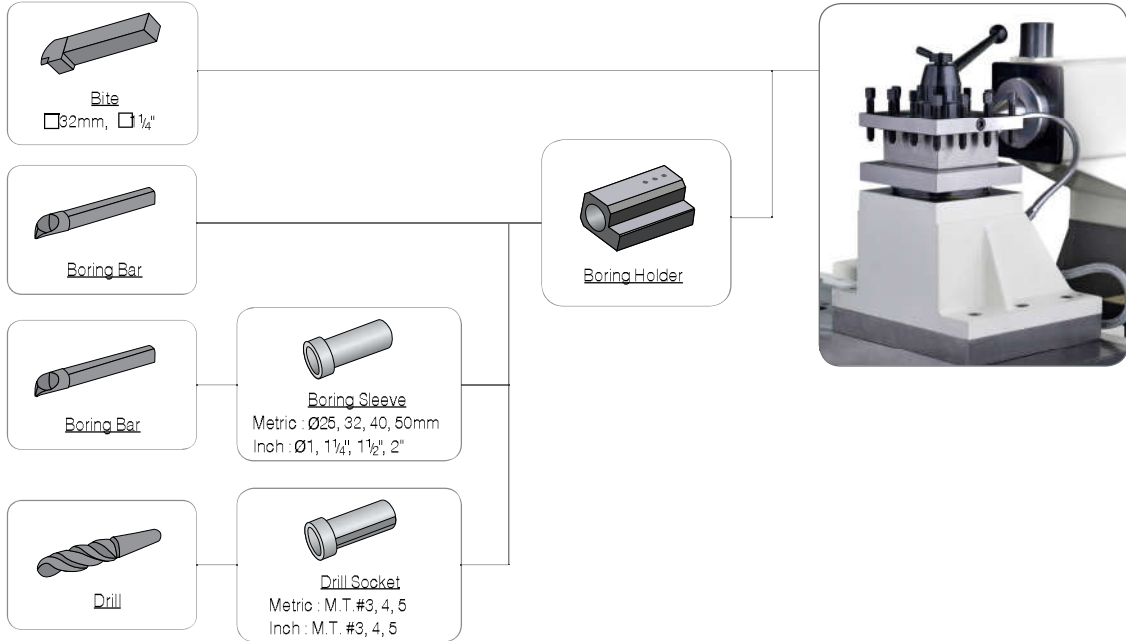 Bite
□32mm, □1¼"
Boring Bar
Boring Holder
Boring Bar
Boring Sleeve
Metric : Ø25, 32, 40, 50mm
Inch : Ø1, 1¼", 1½", 2"
Drill
Drill Socket
Metric : M.T.#3, 4, 5
Inch : M.T. #3, 4, 5